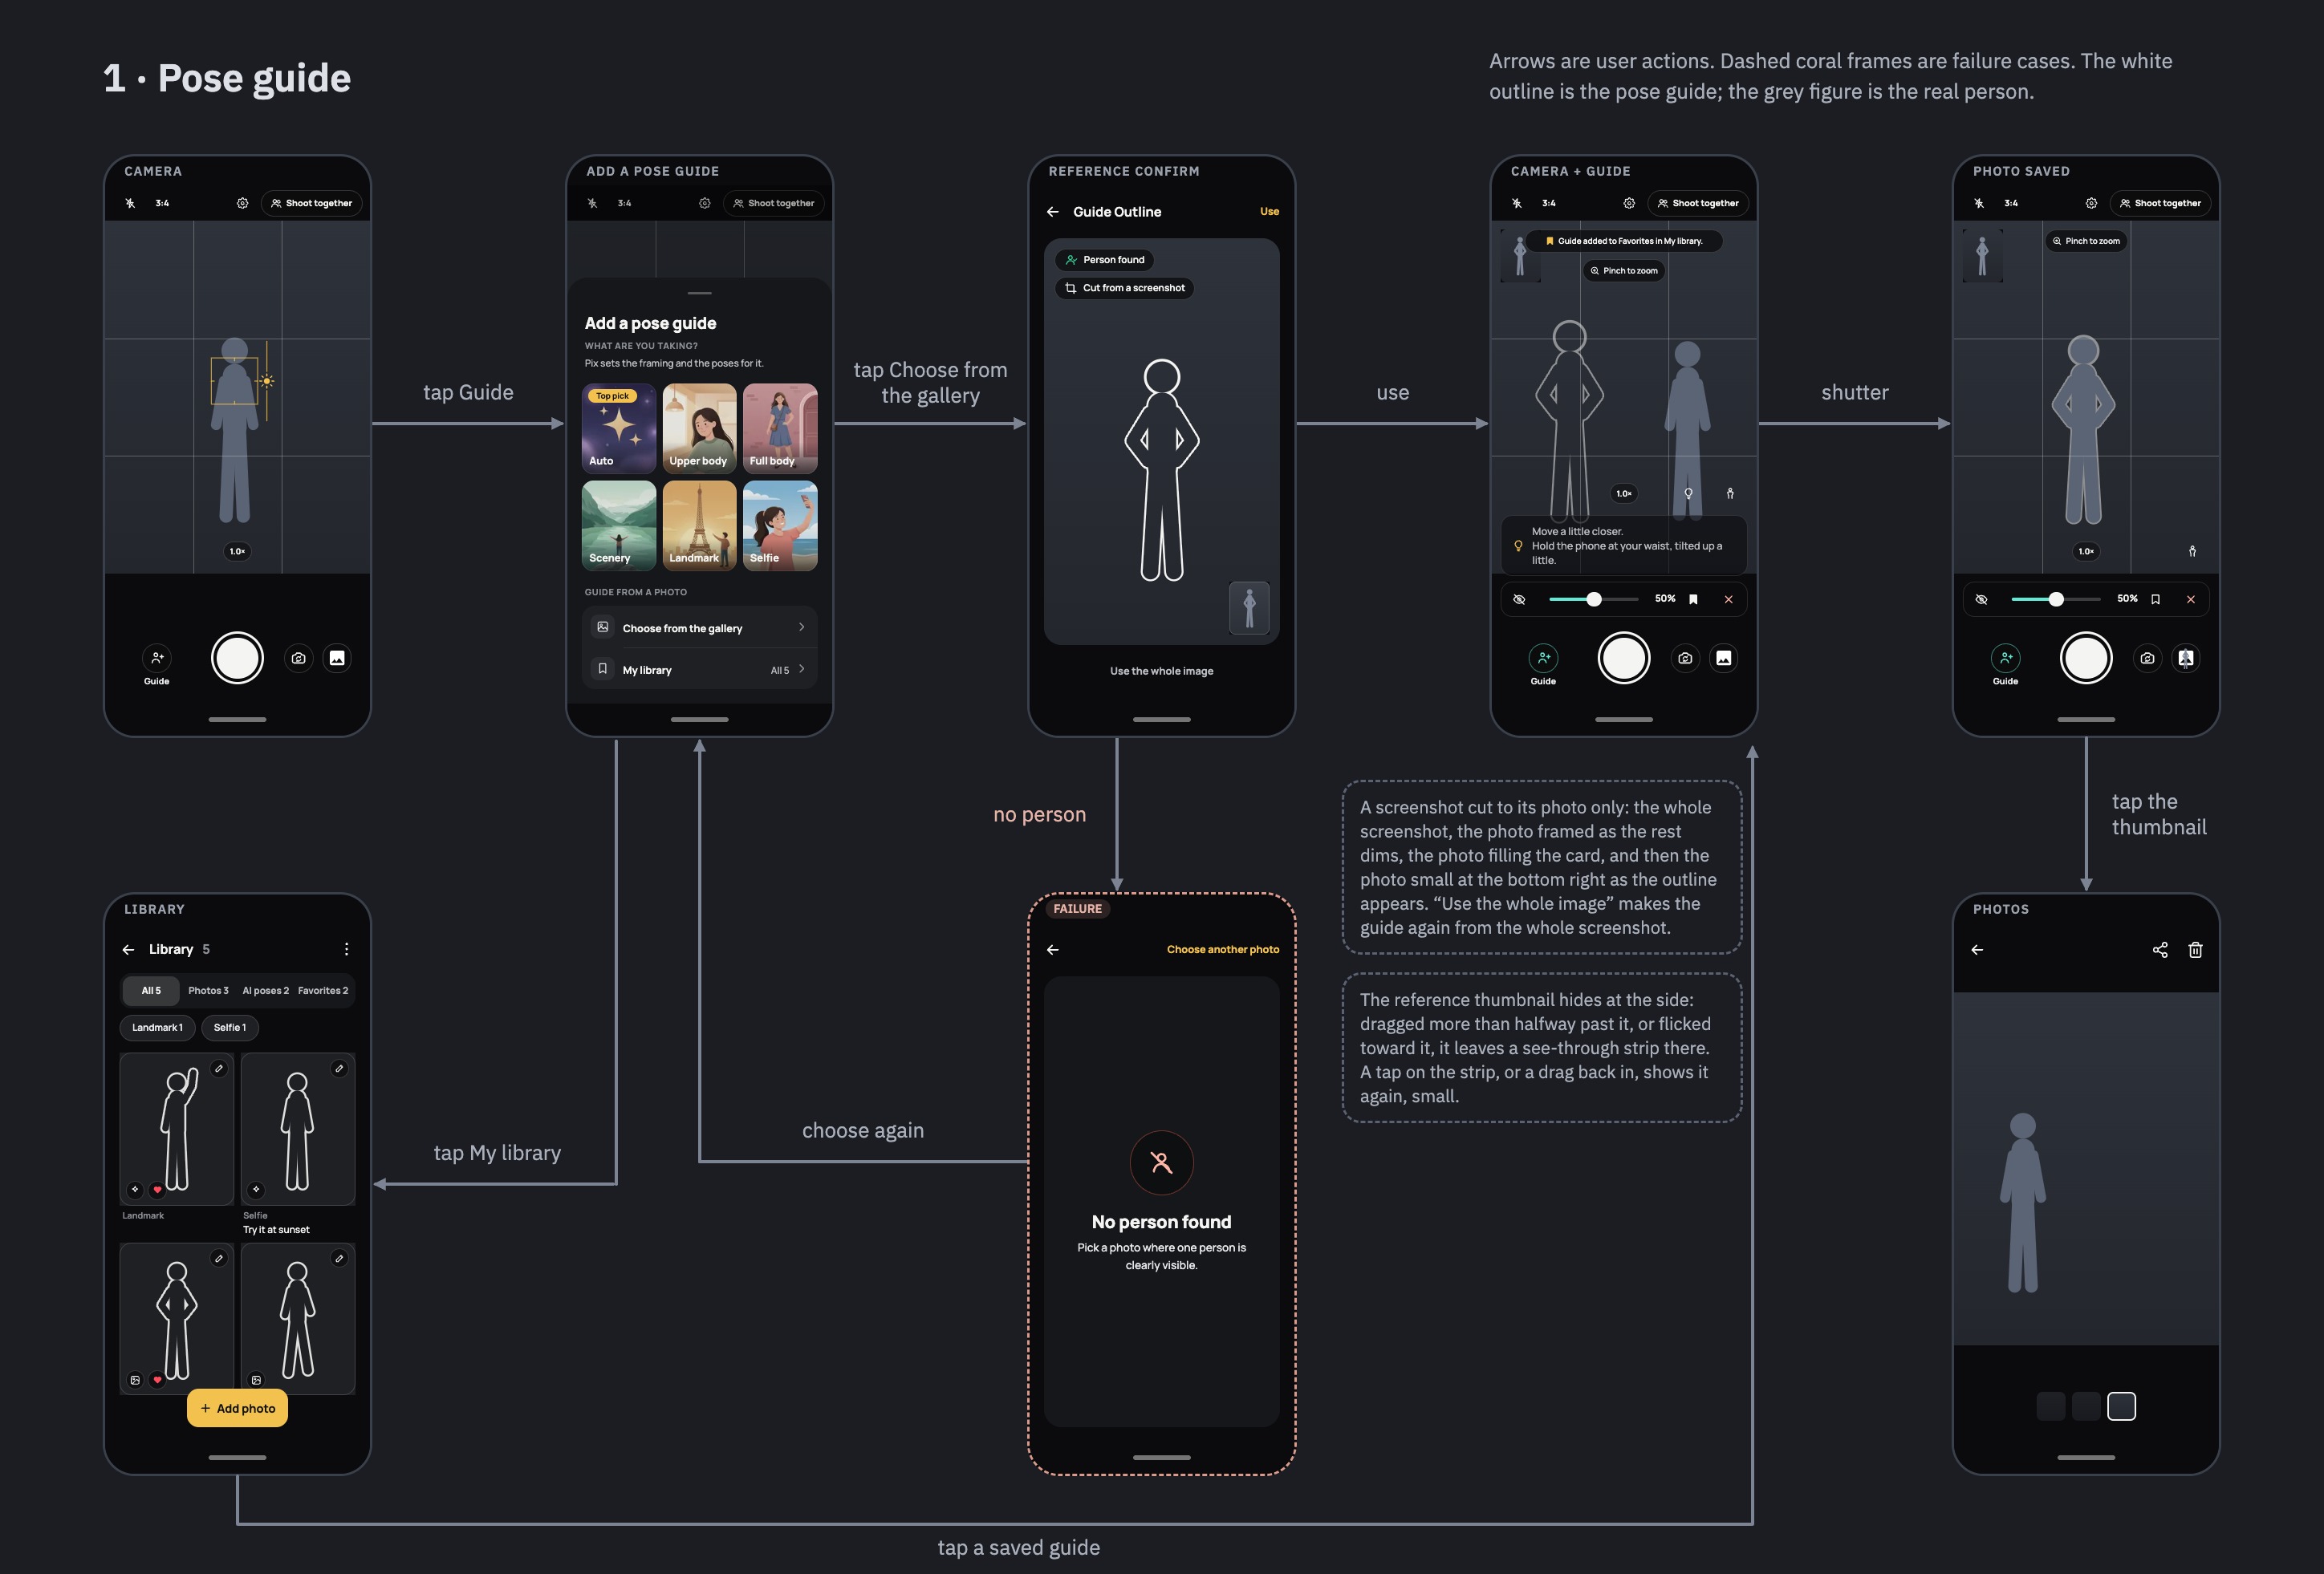 1 · Pose guide
Arrows are user actions. Dashed coral frames are failure cases. The white
outline is the pose guide; the grey figure is the real person.
CAMERA
3:4
Shoot together
1.0×
Guide
tap Guide
ADD A POSE GUIDE
3:4
Shoot together
Add a pose guide
WHAT ARE YOU TAKING?
Pix sets the framing and the poses for it.
Top pick
Auto
Upper body
Full body
Scenery
Landmark
Selfie
GUIDE FROM A PHOTO
Choose from the gallery
My library
All 5
tap Choose from
the gallery
REFERENCE CONFIRM
Guide Outline
Use
Person found
Cut from a screenshot
Use the whole image
use
CAMERA + GUIDE
3:4
Shoot together
Guide added to Favorites in My library.
Pinch to zoom
1.0×
Move a little closer.
Hold the phone at your waist, tilted up a
little.
50%
Guide
shutter
PHOTO SAVED
3:4
Shoot together
Pinch to zoom
1.0×
50%
Guide
no person
A screenshot cut to its photo only: the whole
screenshot, the photo framed as the rest
dims, the photo filling the card, and then the
photo small at the bottom right as the outline
appears. “Use the whole image” makes the
guide again from the whole screenshot.
The reference thumbnail hides at the side:
dragged more than halfway past it, or flicked
toward it, it leaves a see-through strip there.
A tap on the strip, or a drag back in, shows it
again, small.
tap the
thumbnail
LIBRARY
Library 5
All 5
Photos 3
AI poses 2
Favorites 2
Landmark 1
Selfie 1
Landmark
Selfie
Try it at sunset
+ Add photo
tap My library
choose again
FAILURE
Choose another photo
No person found
Pick a photo where one person is
clearly visible.
PHOTOS
tap a saved guide